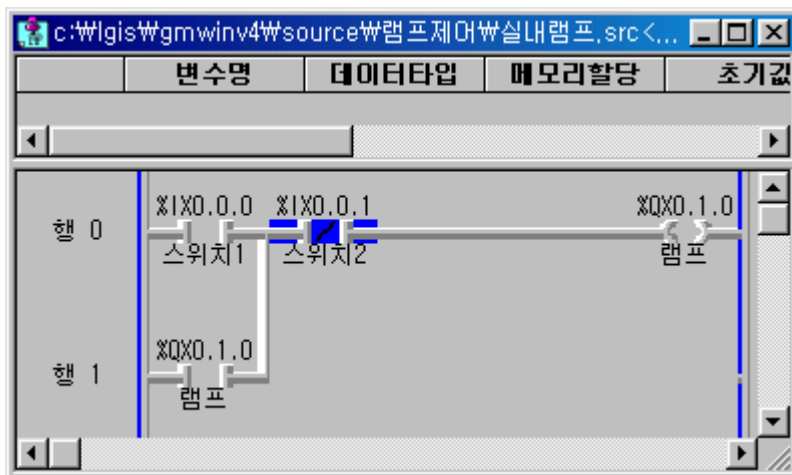 c:₩lgis₩gmwinv4₩source₩램프제어₩실내램프.src<...
변수명 데이터타입 메모리할당 초기값
행 0 %IX0.0.0 %IX0.0.1 %QX0.1.0
스위치1 스위치2 램프
%QX0.1.0
행 1
램프